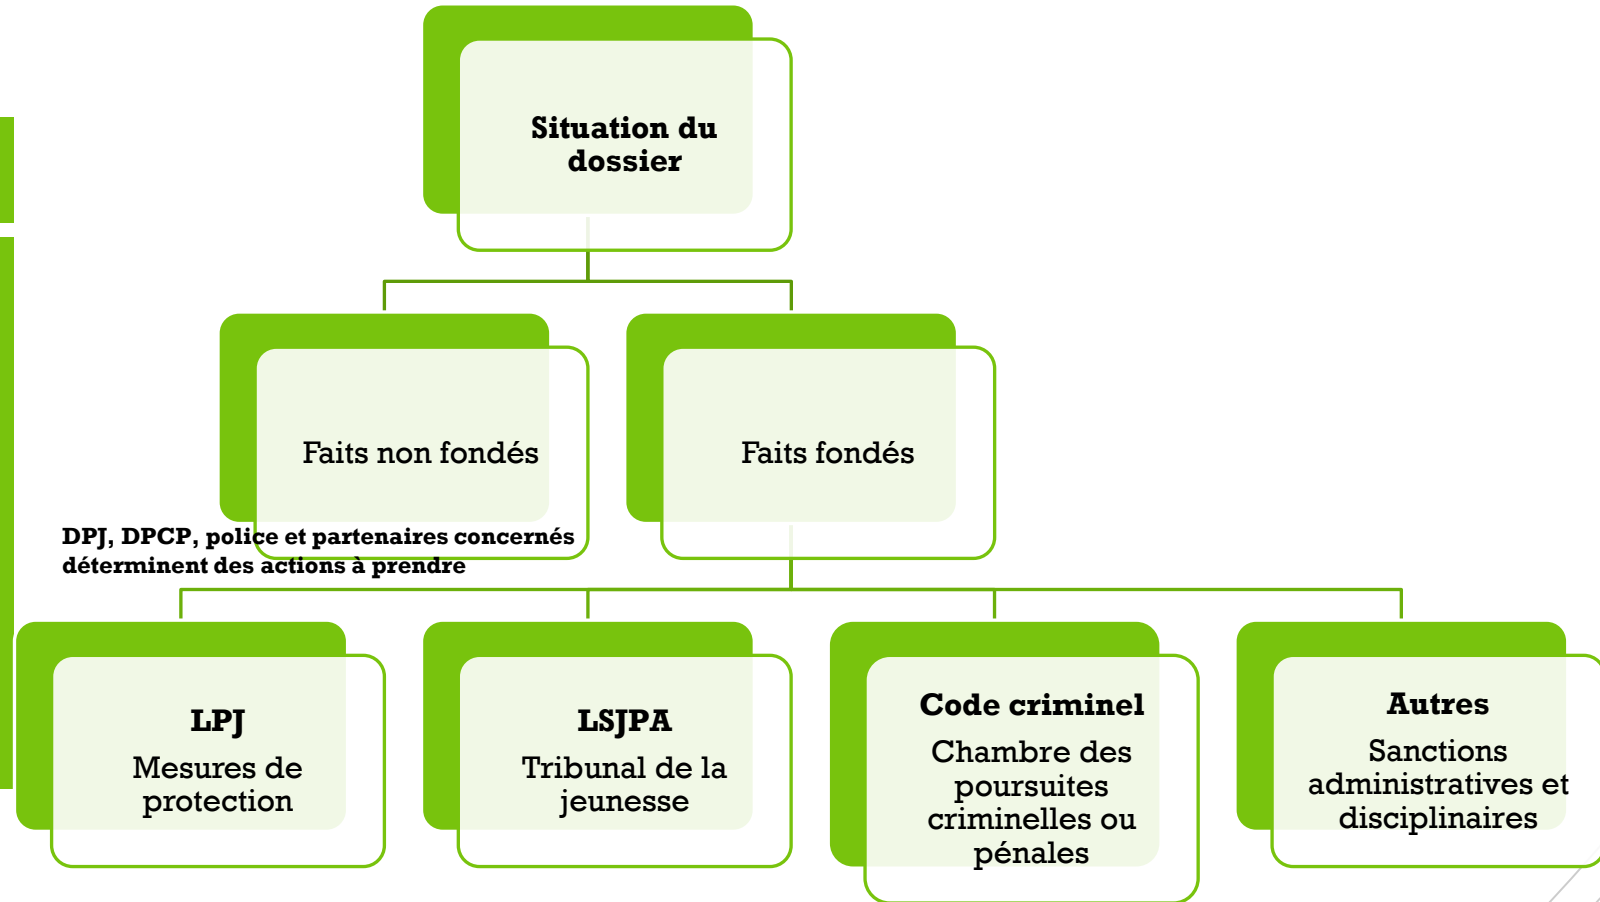 Situation du
dossier
Faits non fondés
Faits fondés
DPJ, DPCP, police et partenaires concernés
déterminent des actions à prendre
LPJ
Mesures de
protection
LSJPA
Tribunal de la
jeunesse
Code criminel
Chambre des
poursuites
criminelles ou
pénales
Autres
Sanctions
administratives et
disciplinaires